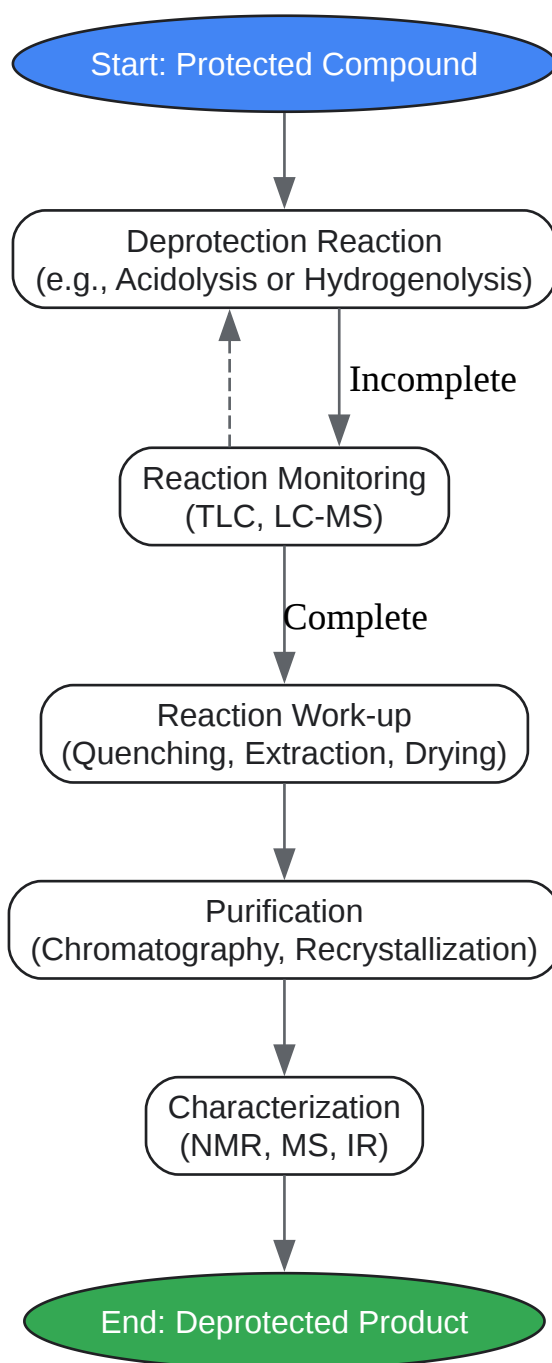 Start: Protected Compound
Deprotection Reaction
(e.g., Acidolysis or Hydrogenolysis)
Incomplete
Reaction Monitoring
(TLC, LC-MS)
Complete
Reaction Work-up
(Quenching, Extraction, Drying)
Purification
(Chromatography, Recrystallization)
Characterization
(NMR, MS, IR)
End: Deprotected Product